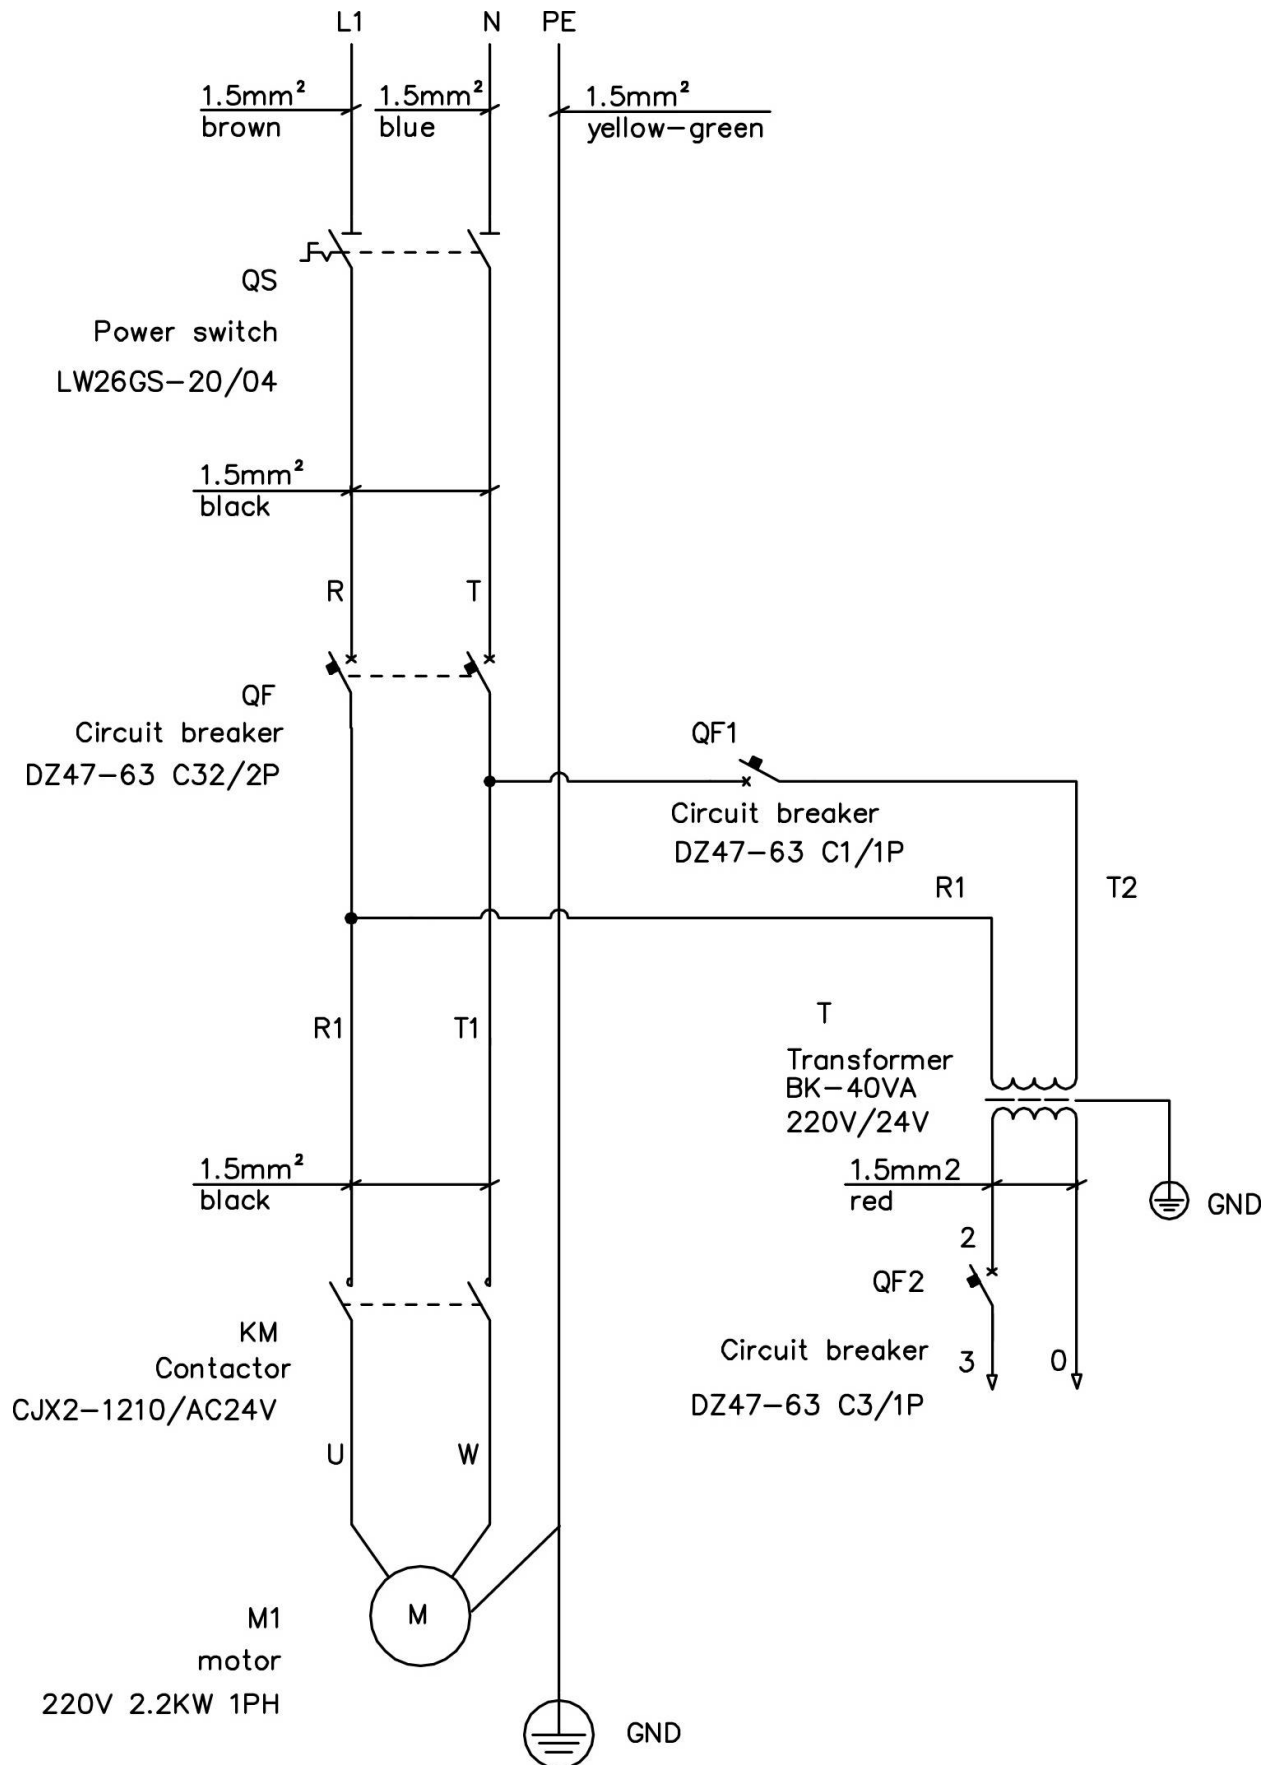 L1
N
PE
1.5mm²
brown
1.5mm²
blue
1.5mm²
yellow-green
QS
Power switch
LW26GS-20/04
1.5mm²
black
R
T
QF
Circuit breaker
DZ47-63 C32/2P
QF1
Circuit breaker
DZ47-63 C1/1P
R1
T2
R1
T1
T
Transformer
BK-40VA
220V/24V
1.5mm²
black
1.5mm2
red
GND
2
QF2
Circuit breaker
3
0
DZ47-63 C3/1P
KM
Contactor
CJX2-1210/AC24V
U
W
M
M1
motor
220V 2.2KW 1PH
GND